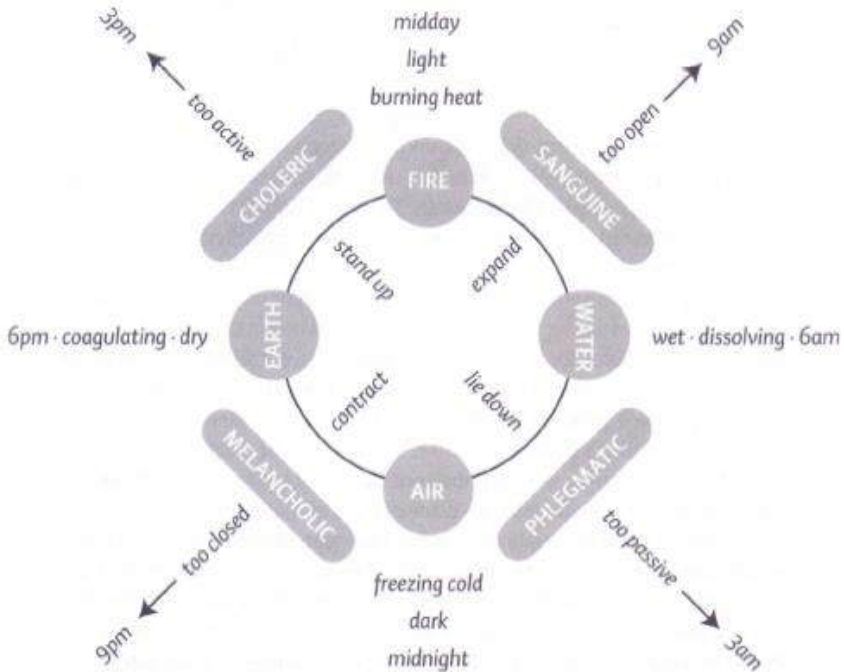 midday
light
burning heat
3pm
too active
CHOLERIC
9am
too open
SANGUINE
FIRE
stand up
expand
6pm · coagulating · dry
EARTH
WATER
wet · dissolving · 6am
contract
lie down
AIR
MELANCHOLIC
too closed
9pm
PHLEGMATIC
too passive
3am
freezing cold
dark
midnight